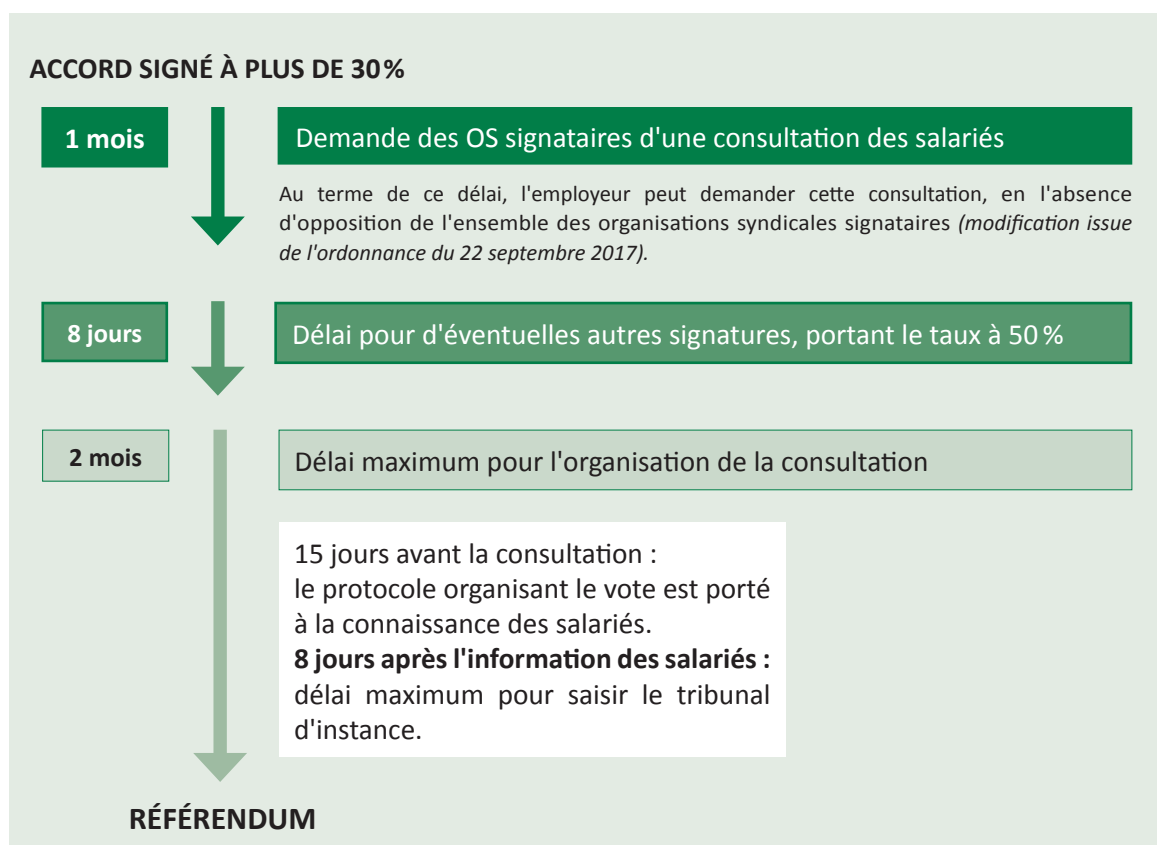 ACCORD SIGNÉ À PLUS DE 30 %
1 mois
Demande des OS signataires d'une consultation des salariés
Au terme de ce délai, l'employeur peut demander cette consultation, en l'absence
d'opposition de l'ensemble des organisations syndicales signataires (modification issue
de l'ordonnance du 22 septembre 2017).
8 jours
Délai pour d'éventuelles autres signatures, portant le taux à 50 %
2 mois
Délai maximum pour l'organisation de la consultation
15 jours avant la consultation :
le protocole organisant le vote est porté
à la connaissance des salariés.
8 jours après l'information des salariés :
délai maximum pour saisir le tribunal
d'instance.
RÉFÉRENDUM